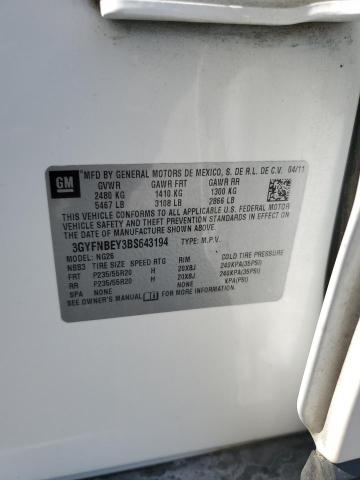 GM
MFD BY GENERAL MOTORS DE MEXICO, S. DE R.L. DE C.V. 04/11
GVWR GAWR FRT GAWR RR
2480 KG 1410 KG 1300 KG
5467 LB 3108 LB 2866 LB
THIS VEHICLE CONFORMS TO ALL APPLICABLE U.S. FEDERAL MOTOR
VEHICLE SAFETY, BUMPER, AND THEFT PREVENTION STANDARDS
IN EFFECT ON THE DATE OF MANUFACTURE SHOWN ABOVE.
3GYFNBEY3BS643194 TYPE: M.P.V.
MODEL: NG26
NBB3 TIRE SIZE SPEED RTG RIM COLD TIRE PRESSURE
FRT P235/55R20 H 20X8J 240KPA(35PSI)
RR P235/55R20 H 20X8J 240KPA(35PSI)
SPA NONE NONE KPA(PSI)
SEE OWNER'S MANUAL FOR ADDITIONAL INFORMATION.